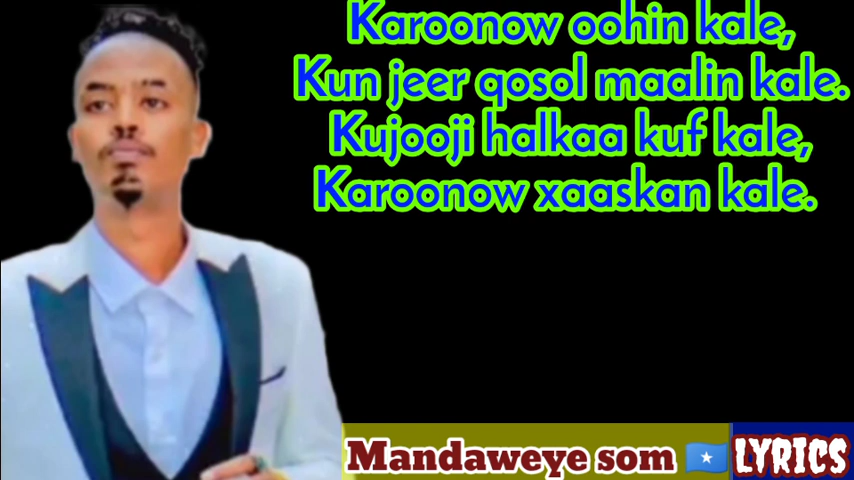 Karoonow oohin kale,
Kun jeer qosol maalin kale.
Kujooji halkaa kuf kale,
Karoonow xaaskan kale.
Mandaweye som LYRICS